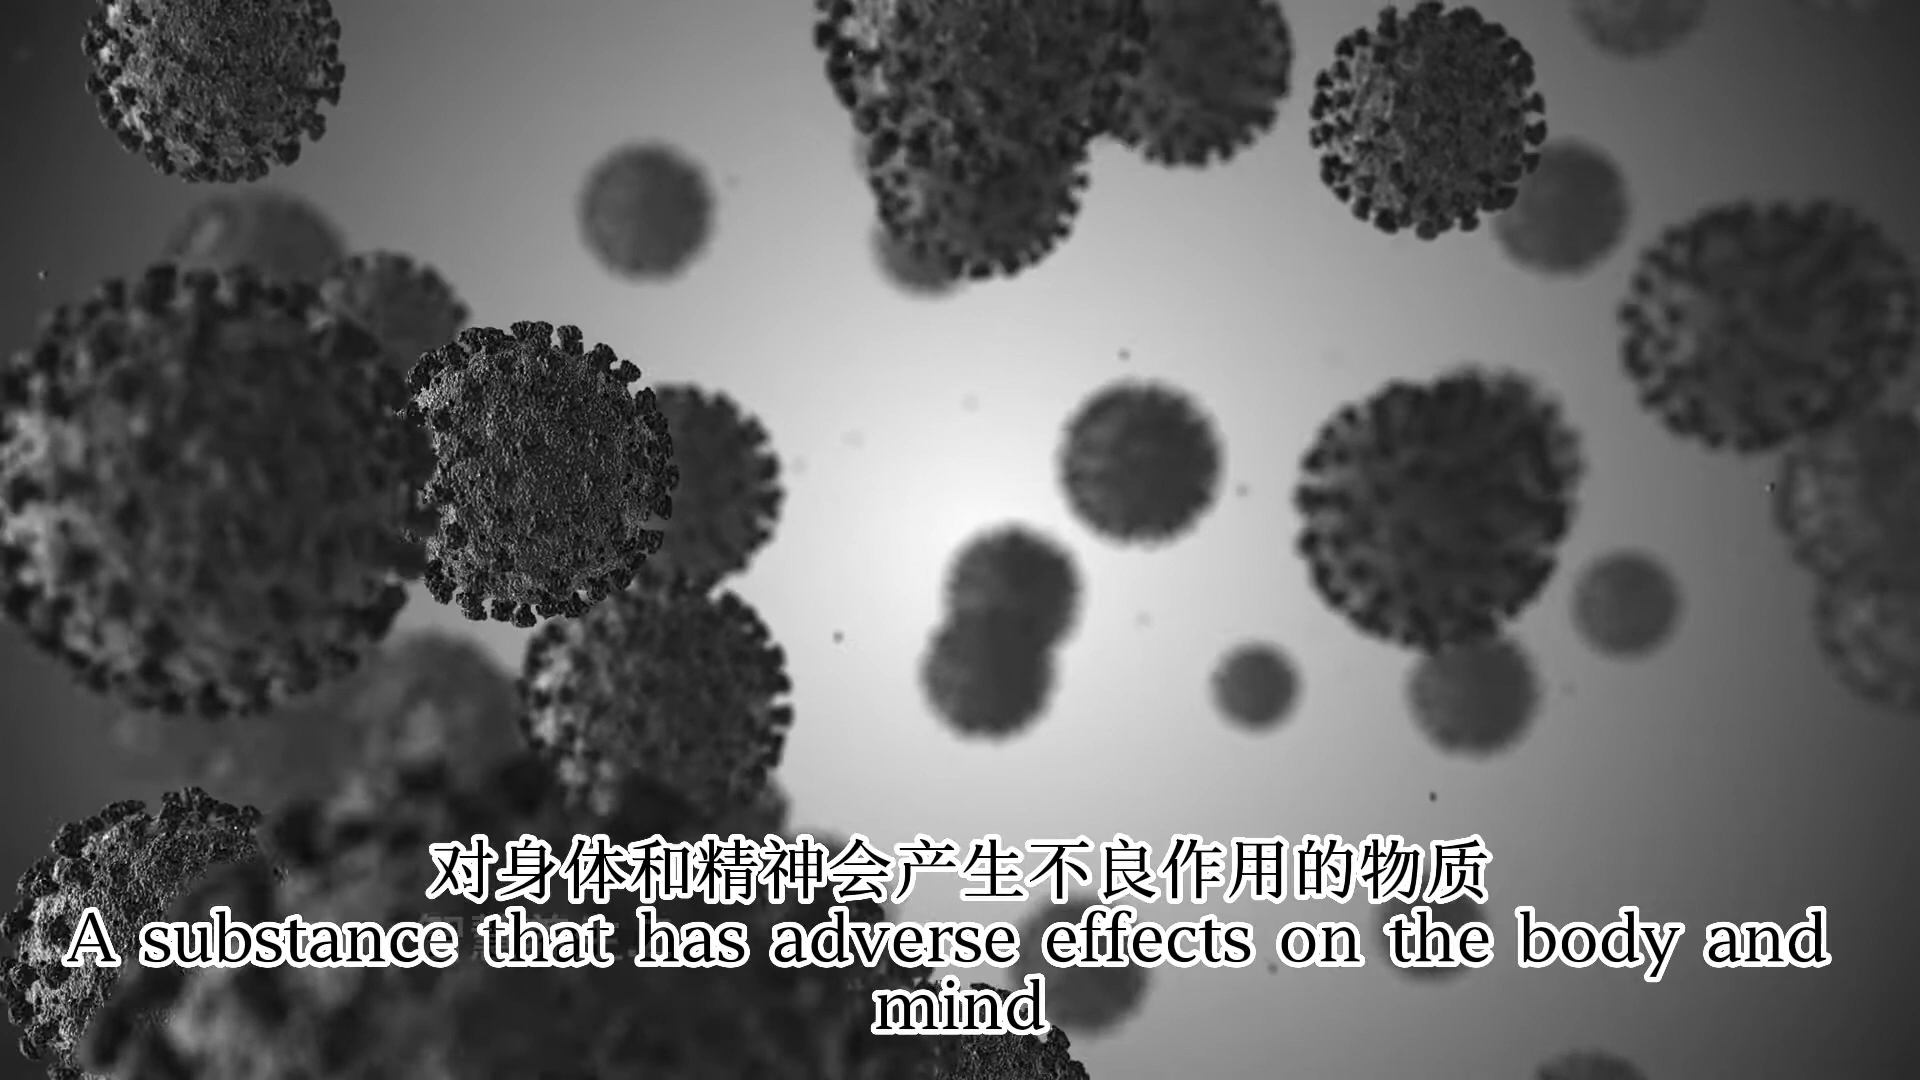 对身体和精神会产生不良作用的物质
A substance that has adverse effects on the body and
mind